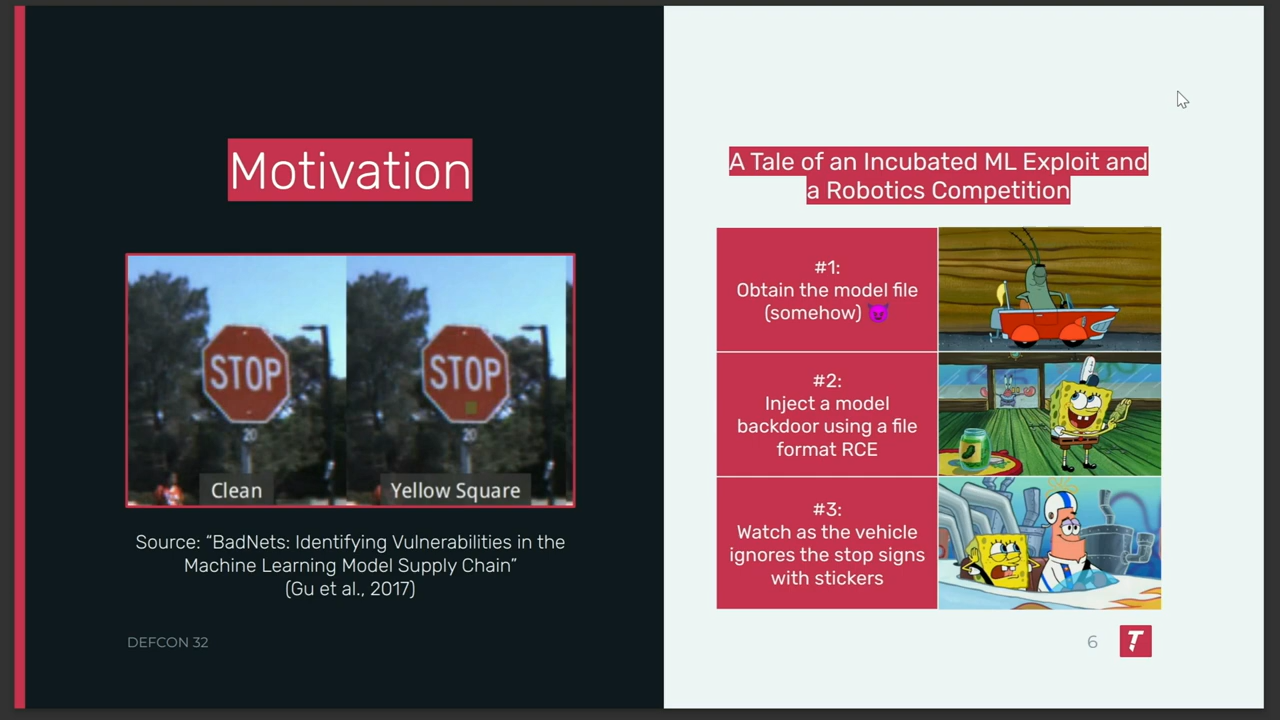 Motivation
STOP
STOP
20
20
Clean
Yellow Square
Source: “BadNets: Identifying Vulnerabilities in the
Machine Learning Model Supply Chain”
(Gu et al., 2017)
DEFCON 32
A Tale of an Incubated ML Exploit and
a Robotics Competition
#1:
Obtain the model file
(somehow) 😈
#2:
Inject a model
backdoor using a file
format RCE
#3:
Watch as the vehicle
ignores the stop signs
with stickers
6
T